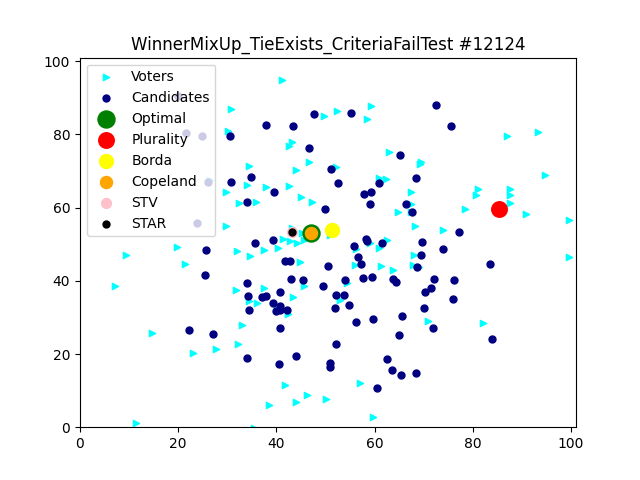 WinnerMixUp_TieExists_CriteriaFailTest #12124
100
80
60
40
20
0
Voters
Candidates
Optimal
Plurality
Borda
Copeland
STV
STAR
0 20 40 60 80 100